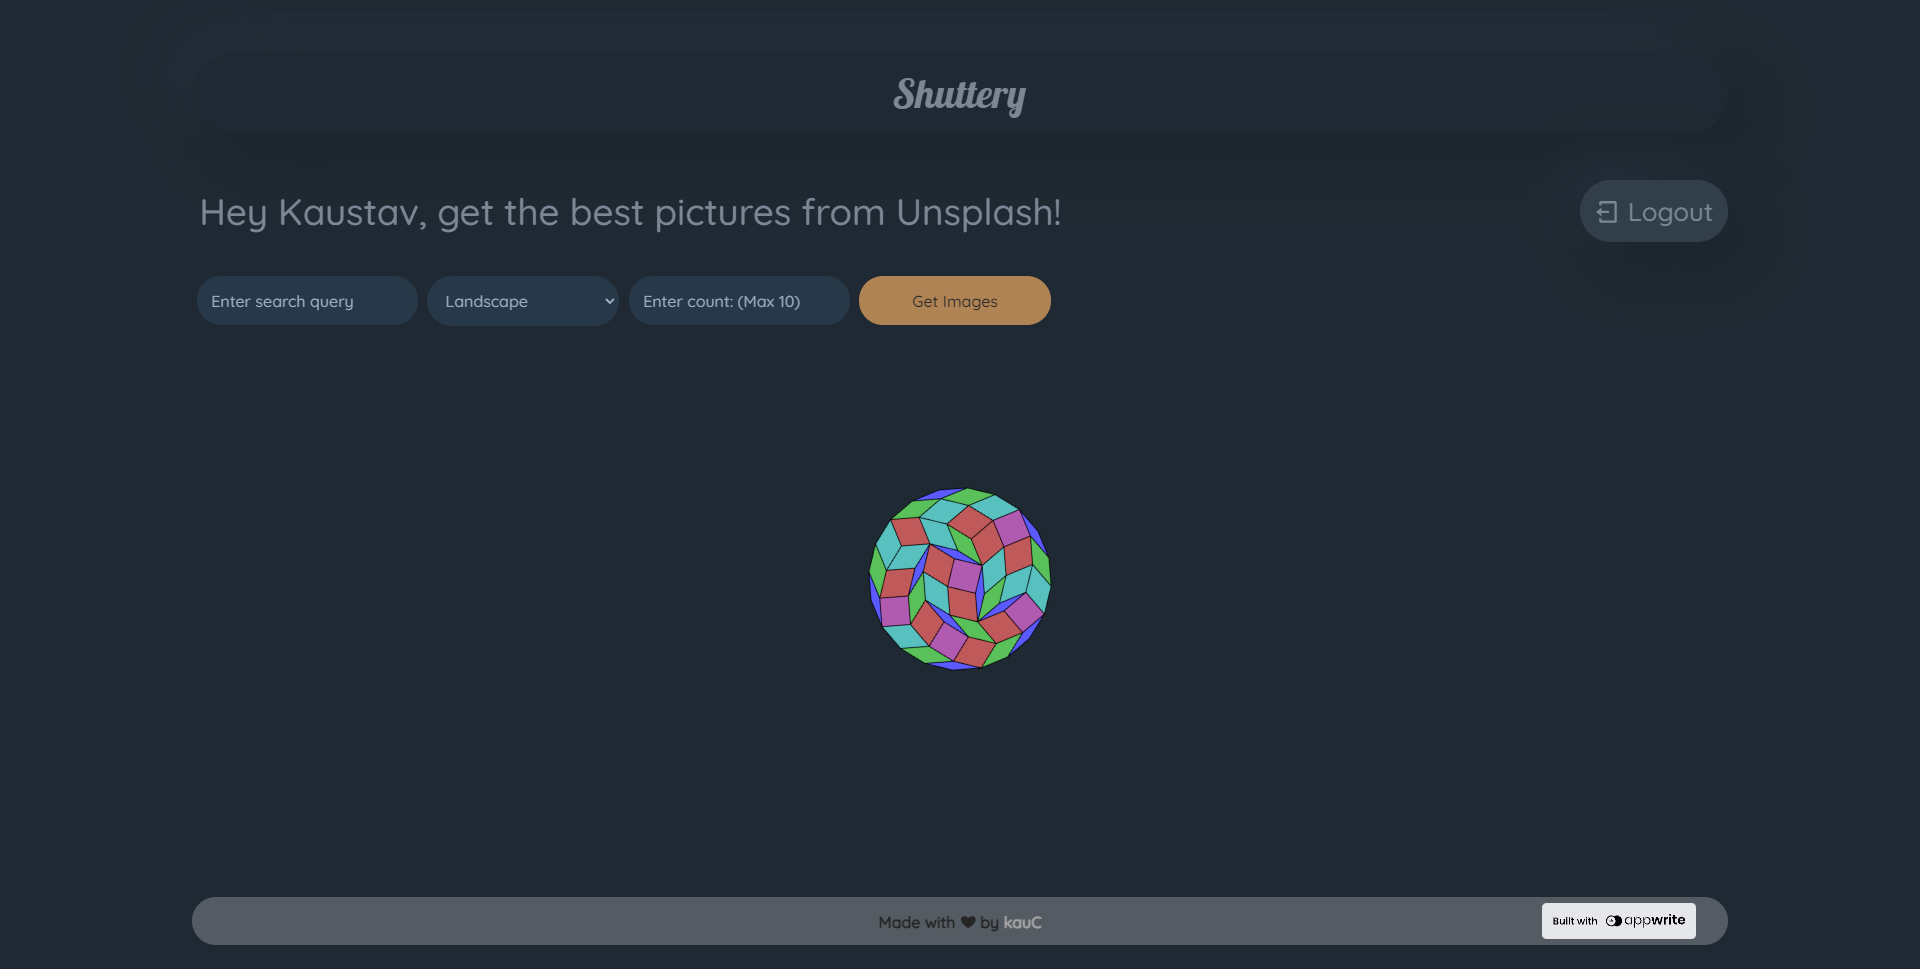 Shuttery
Hey Kaustav, get the best pictures from Unsplash!
Logout
Enter search query
Landscape
Enter count: (Max 10)
Get Images
Made with ♥ by kauC
Built with appwrite